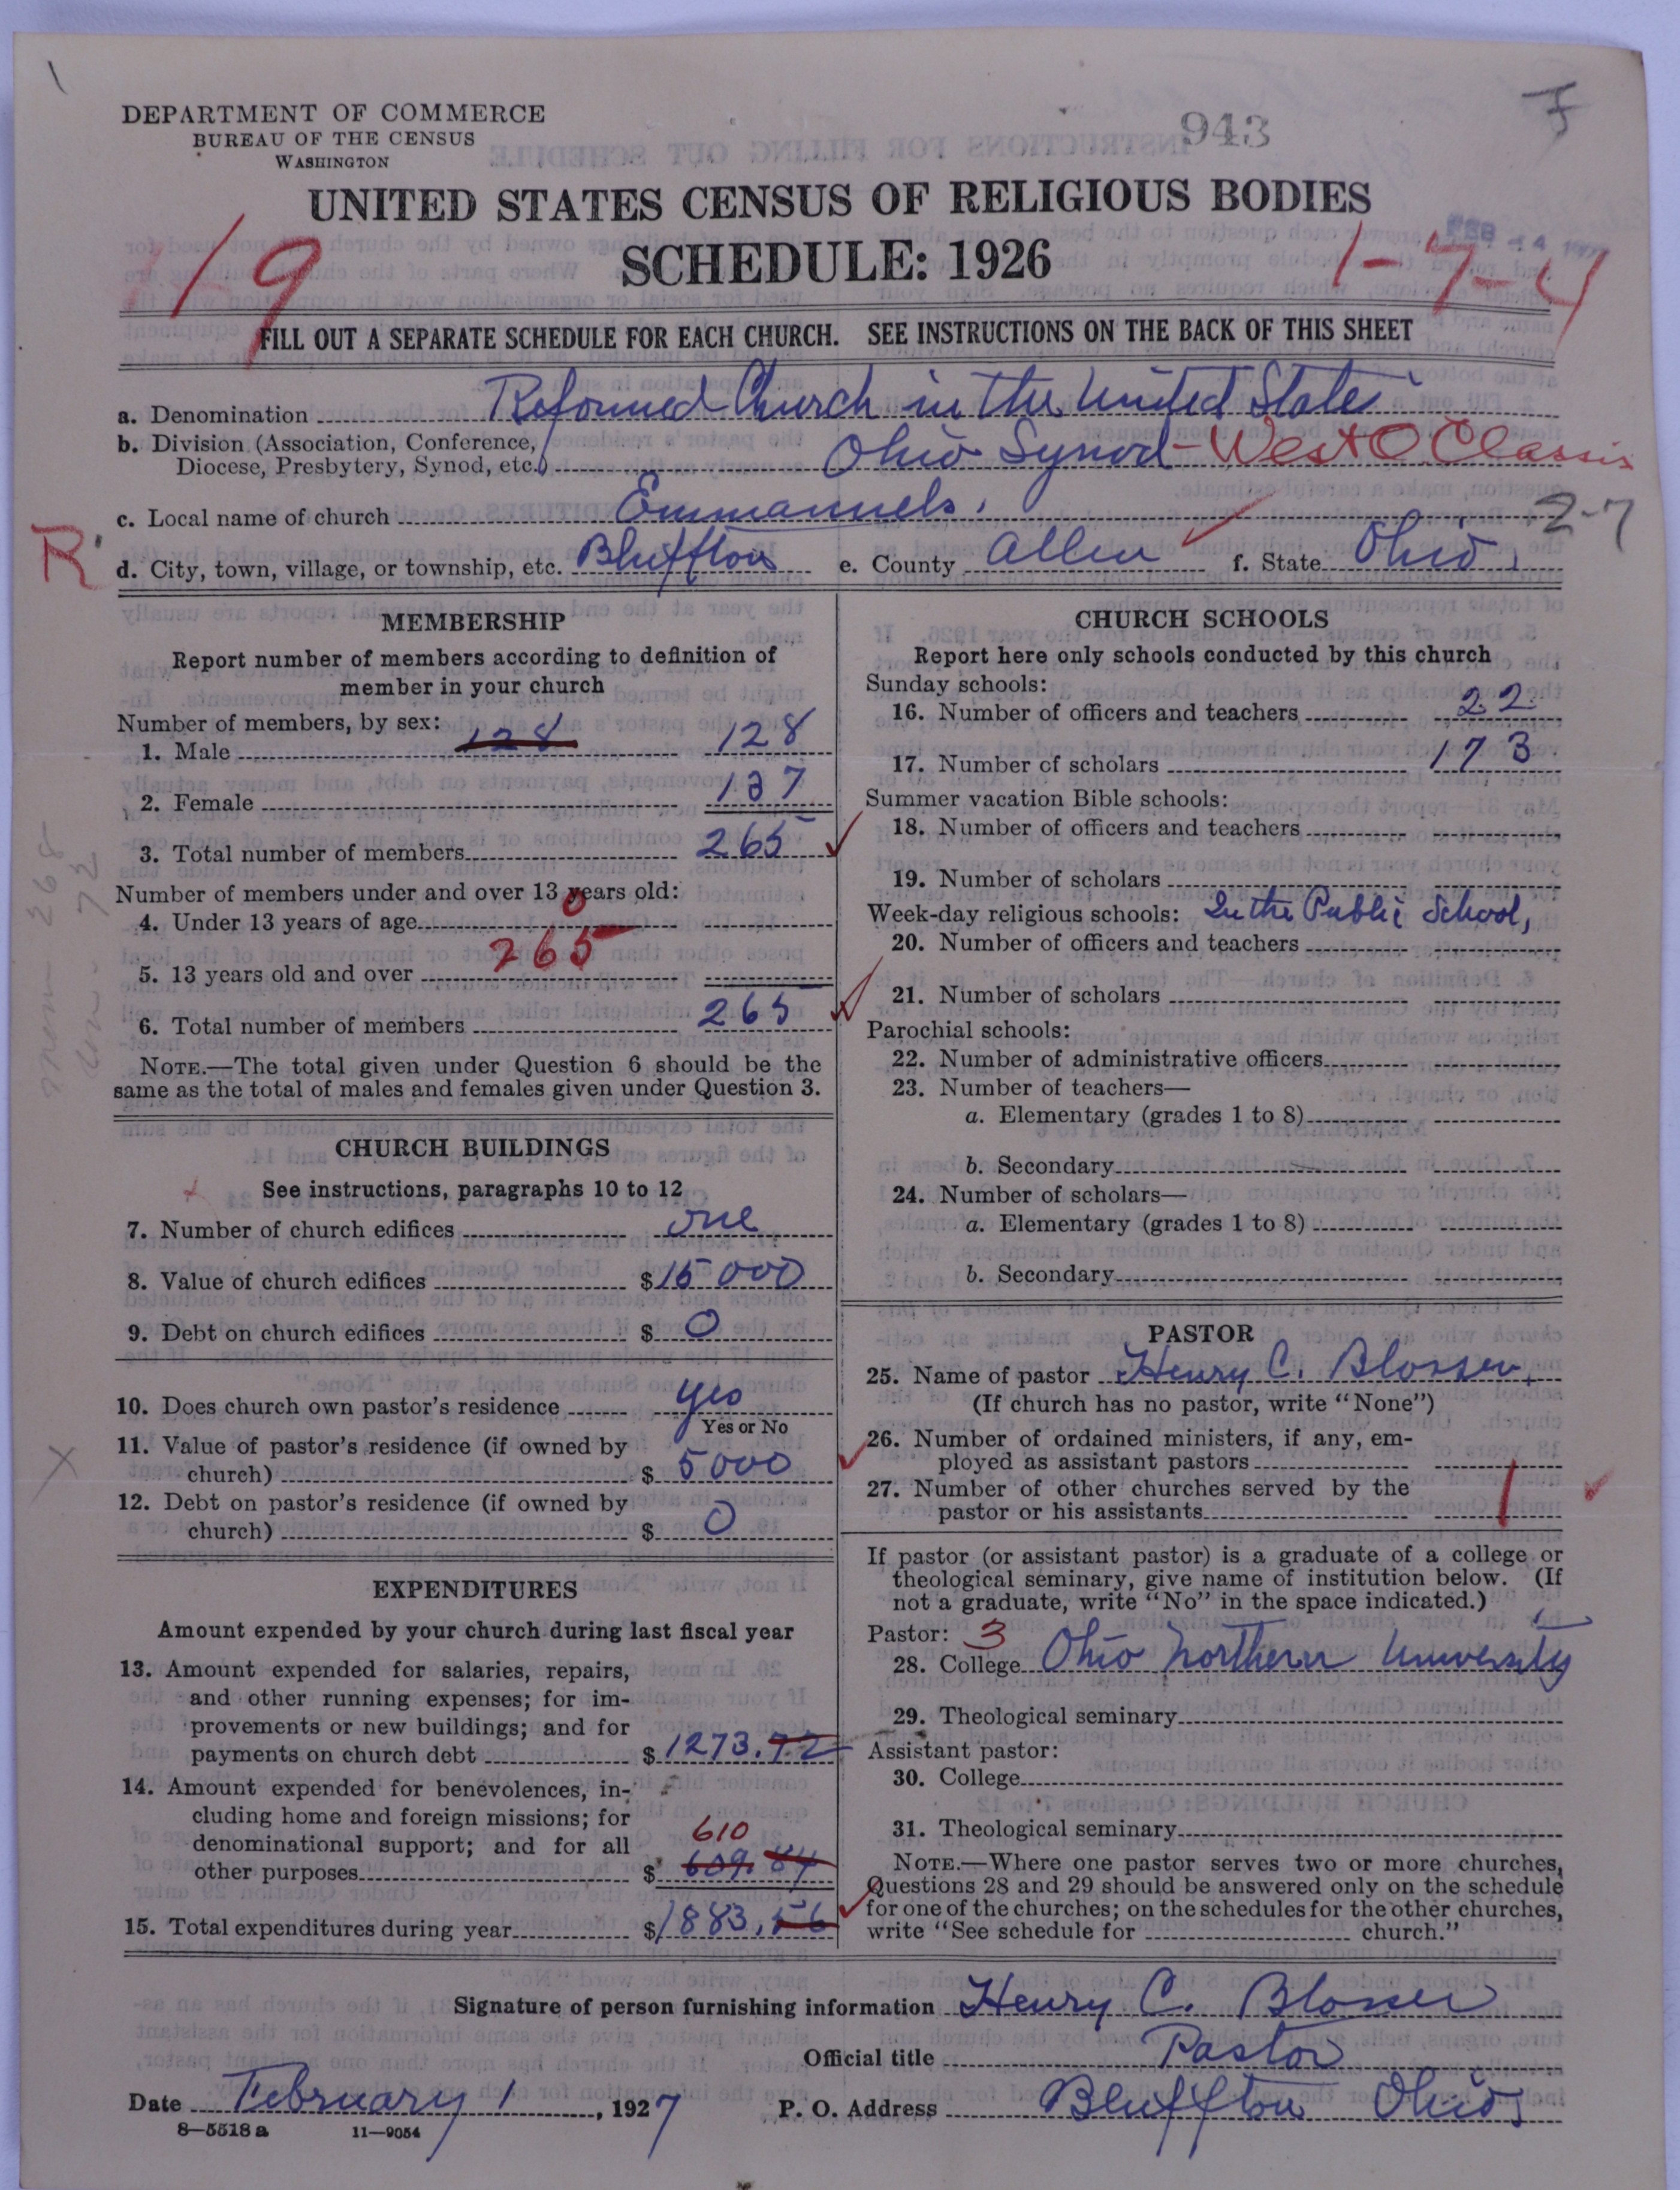 DEPARTMENT OF COMMERCE
BUREAU OF THE CENSUS
WASHINGTON
943
F
UNITED STATES CENSUS OF RELIGIOUS BODIES
SCHEDULE: 1926
19
1-7-4
FILL OUT A SEPARATE SCHEDULE FOR EACH CHURCH. SEE INSTRUCTIONS ON THE BACK OF THIS SHEET
a. Denomination Reformed Church in the United States
b. Division (Association, Conference, Diocese, Presbytery, Synod, etc.) Ohio Synod - West O Classis
c. Local name of church Emmanuels. 2-7
R
d. City, town, village, or township, etc. Bluffton e. County Allen f. State Ohio.
MEMBERSHIP
Report number of members according to definition of
member in your church
Number of members, by sex:
1. Male 128 128
2. Female 137
3. Total number of members 265
Number of members under and over 13 years old:
4. Under 13 years of age 0
5. 13 years old and over 265
6. Total number of members 265
NOTE.—The total given under Question 6 should be the
same as the total of males and females given under Question 3.
CHURCH BUILDINGS
See instructions, paragraphs 10 to 12
7. Number of church edifices one
8. Value of church edifices $15000
9. Debt on church edifices $ 0
10. Does church own pastor's residence yes
Yes or No
11. Value of pastor's residence (if owned by
church) $ 5000
12. Debt on pastor's residence (if owned by
church) $ 0
EXPENDITURES
Amount expended by your church during last fiscal year
13. Amount expended for salaries, repairs,
and other running expenses; for im-
provements or new buildings; and for
payments on church debt $1273.72
14. Amount expended for benevolences, in-
cluding home and foreign missions; for
denominational support; and for all 610
other purposes $ 609.84
15. Total expenditures during year $1883.56
CHURCH SCHOOLS
Report here only schools conducted by this church
Sunday schools:
16. Number of officers and teachers 22
17. Number of scholars 173
Summer vacation Bible schools:
18. Number of officers and teachers
19. Number of scholars
Week-day religious schools: In the Public School,
20. Number of officers and teachers
21. Number of scholars
Parochial schools:
22. Number of administrative officers
23. Number of teachers—
a. Elementary (grades 1 to 8)
b. Secondary
24. Number of scholars—
a. Elementary (grades 1 to 8)
b. Secondary
PASTOR
25. Name of pastor Henry C. Blosser,
(If church has no pastor, write "None")
26. Number of ordained ministers, if any, em-
ployed as assistant pastors
27. Number of other churches served by the
pastor or his assistants 1
If pastor (or assistant pastor) is a graduate of a college or
theological seminary, give name of institution below. (If
not a graduate, write "No" in the space indicated.)
Pastor: 3
28. College Ohio Northern University
29. Theological seminary
Assistant pastor:
30. College
31. Theological seminary
NOTE.—Where one pastor serves two or more churches,
Questions 28 and 29 should be answered only on the schedule
for one of the churches; on the schedules for the other churches,
write "See schedule for church."
Signature of person furnishing information Henry C. Blosser
Official title Pastor
Date February 1, 1927 P. O. Address Bluffton Ohio,
8—5518a 11—9054